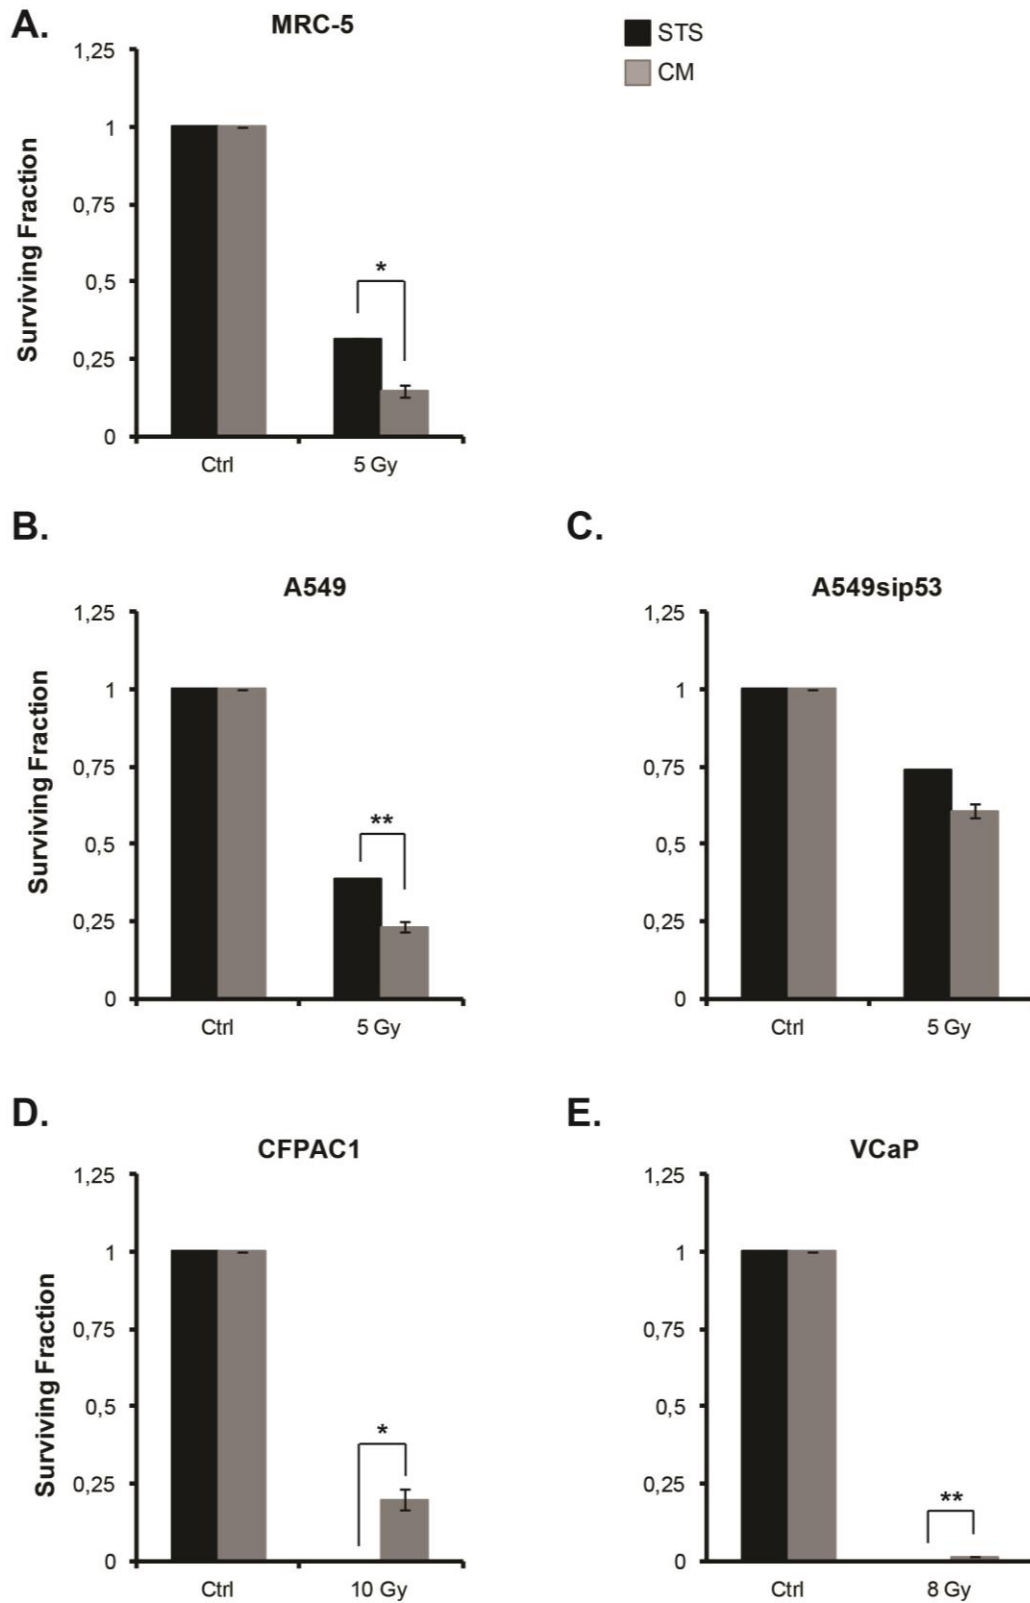 A.
MRC-5
STS
CM
Surviving Fraction
1,25
1
0,75
0,5
0,25
0
*
Ctrl
5 Gy
B.
A549
Surviving Fraction
1,25
1
0,75
0,5
0,25
0
**
Ctrl
5 Gy
C.
A549sip53
1,25
1
0,75
0,5
0,25
0
Ctrl
5 Gy
D.
CFPAC1
Surviving Fraction
1,25
1
0,75
0,5
0,25
0
*
Ctrl
10 Gy
E.
VCaP
1,25
1
0,75
0,5
0,25
0
**
Ctrl
8 Gy